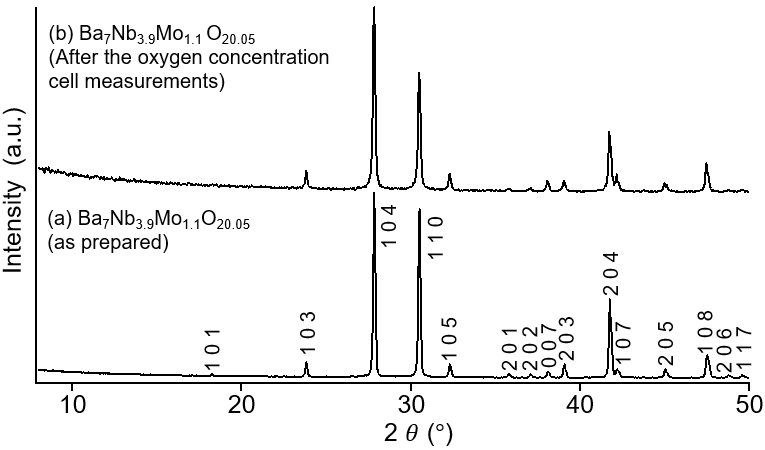 (b) Ba₇Nb₃.₉Mo₁.₁ O₂₀.₀₅
(After the oxygen concentration
cell measurements)
(a) Ba₇Nb₃.₉Mo₁.₁O₂₀.₀₅
(as prepared)
Intensity (a.u.)
1 0 1
1 0 3
1 0 4
1 1 0
1 0 5
2 0 1
2 0 2
0 0 7
2 0 3
2 0 4
1 0 7
2 0 5
1 0 8
2 0 6
1 1 7
10 20 30 40 50
2 θ (°)